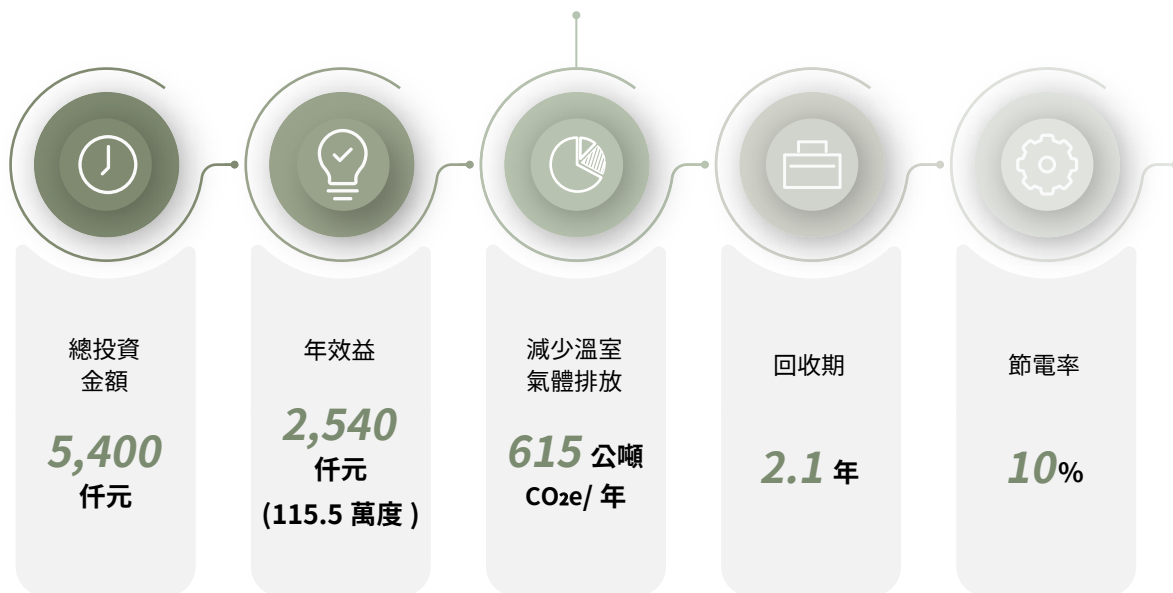 總投資
金額
5,400
仟元
年效益
2,540
仟元
(115.5 萬度 )
減少溫室
氣體排放
615 公噸
CO₂e/ 年
回收期
2.1 年
節電率
10%